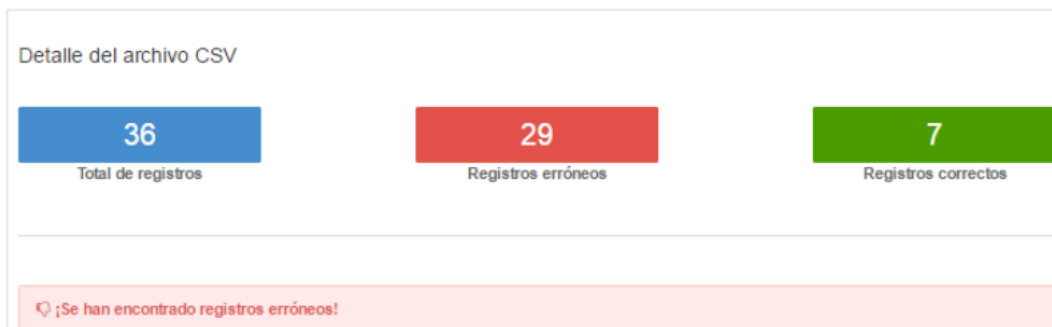 Detalle del archivo CSV
36
Total de registros
29
Registros erróneos
7
Registros correctos
¡Se han encontrado registros erróneos!